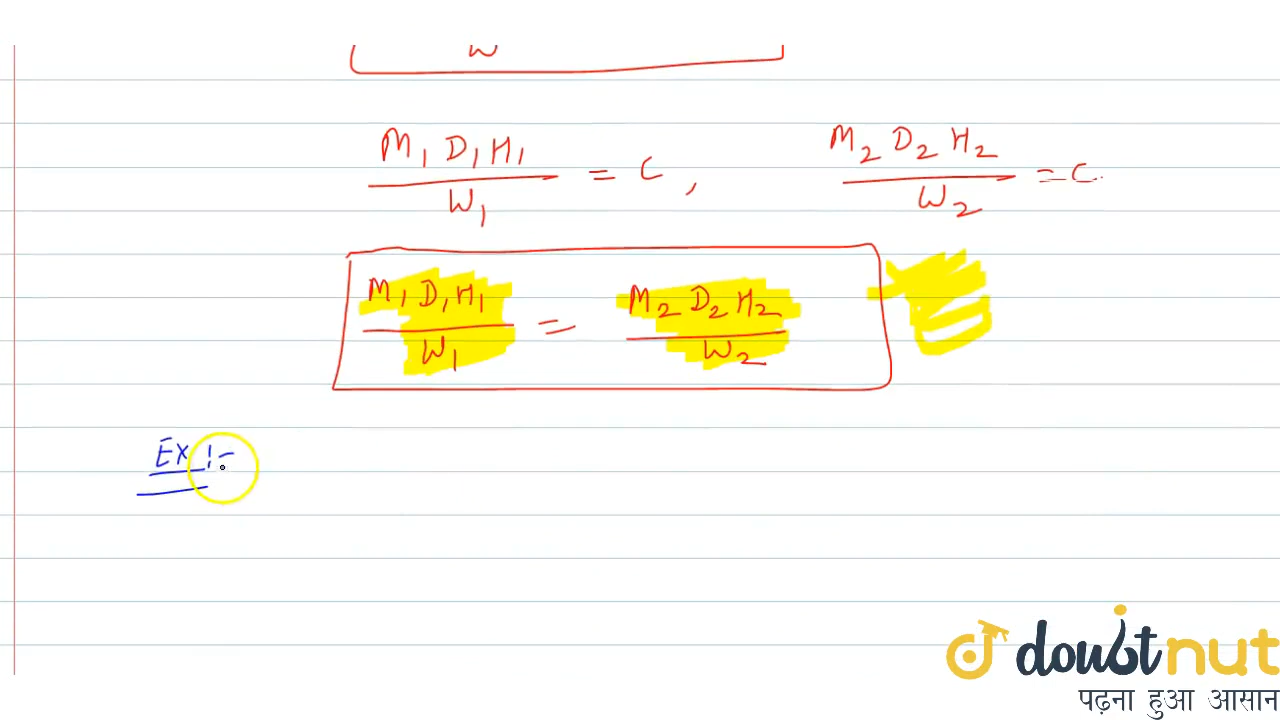 W
M₁ D₁ H₁ / W₁ = C , M₂ D₂ H₂ / W₂ = C.
M₁ D₁ H₁ / W₁ = M₂ D₂ H₂ / W₂
EX :-
doubtnut
पढ़ना हुआ आसान